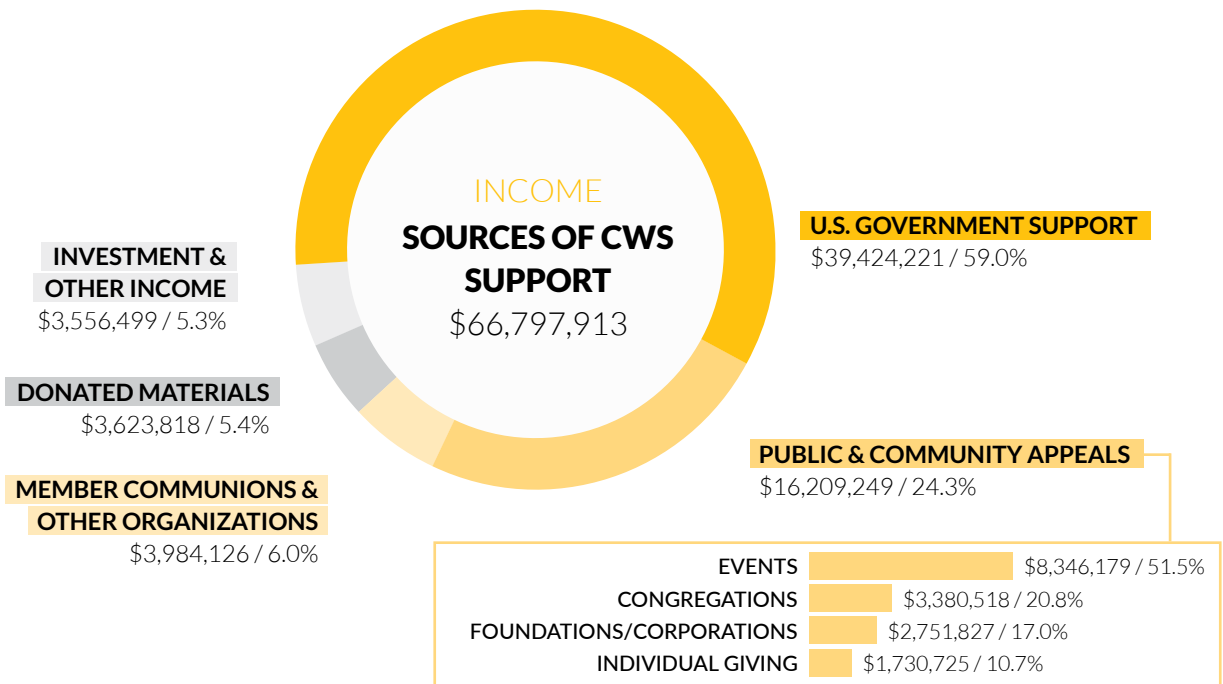 INCOME
SOURCES OF CWS
SUPPORT
$66,797,913
U.S. GOVERNMENT SUPPORT
$39,424,221 / 59.0%
INVESTMENT &
OTHER INCOME
$3,556,499 / 5.3%
DONATED MATERIALS
$3,623,818 / 5.4%
MEMBER COMMUNIONS &
OTHER ORGANIZATIONS
$3,984,126 / 6.0%
PUBLIC & COMMUNITY APPEALS
$16,209,249 / 24.3%
EVENTS $8,346,179 / 51.5%
CONGREGATIONS $3,380,518 / 20.8%
FOUNDATIONS/CORPORATIONS $2,751,827 / 17.0%
INDIVIDUAL GIVING $1,730,725 / 10.7%